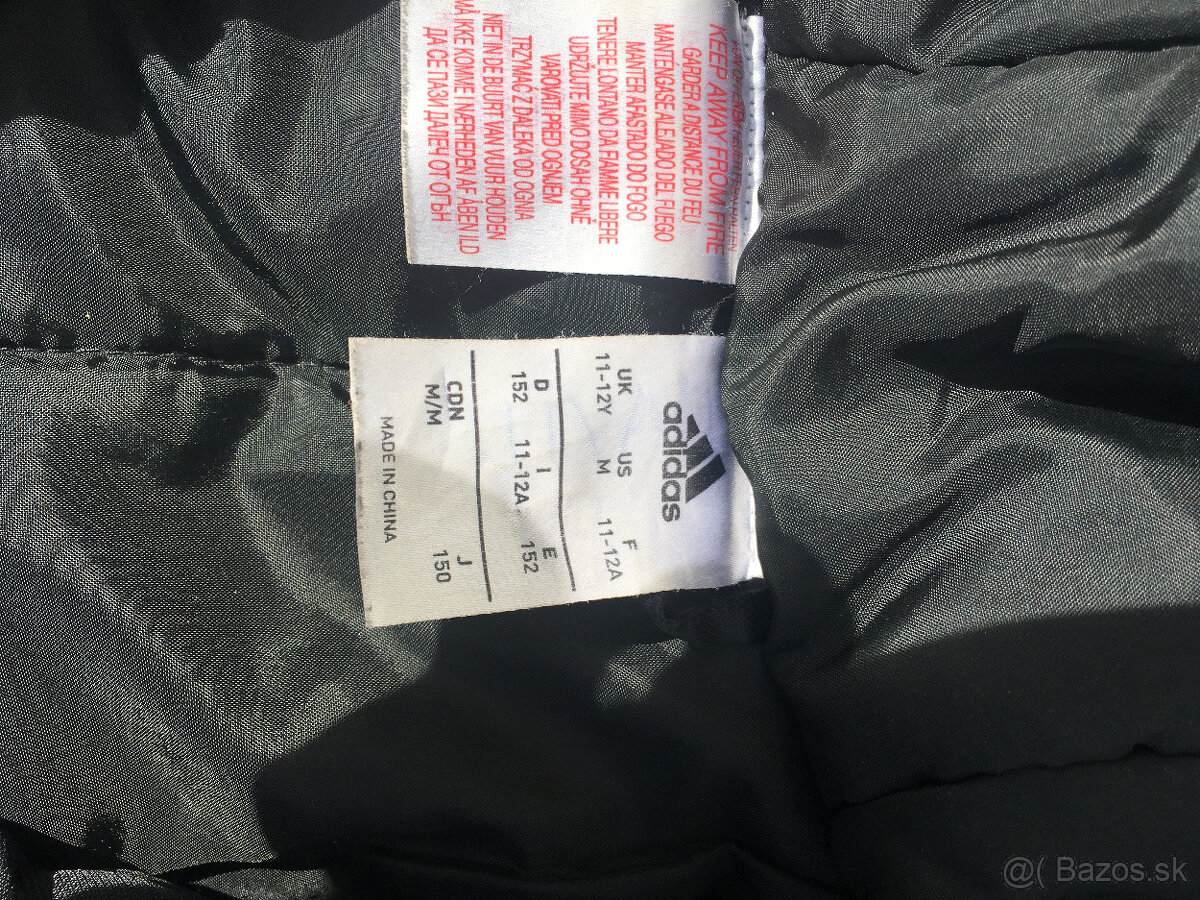 KEEP AWAY FROM FIRE
GARDER A DISTANCE DU FEU
MANTÉNGASE ALEJADO DEL FUEGO
MANTER AFASTADO DO FOGO
TENERE LONTANO DA FIAMME LIBERE
UDRŽUJTE MIMO DOSAH OHNĚ
VAROVATI PRED OGNJEM
TRZYMAĆ Z DALEKA OD OGNIA
NIET IN DE BUURT VAN VUUR HOUDEN
MÅ IKKE KOMME I NÆRHEDEN AF ÅBEN ILD
ДА СЕ ПАЗИ ДАЛЕЧ ОТ ОГЪН
adidas
UK US F
11-12Y M 11-12A
D I E
152 11-12A 152
CDN J
M/M 150
MADE IN CHINA
@( Bazos.sk